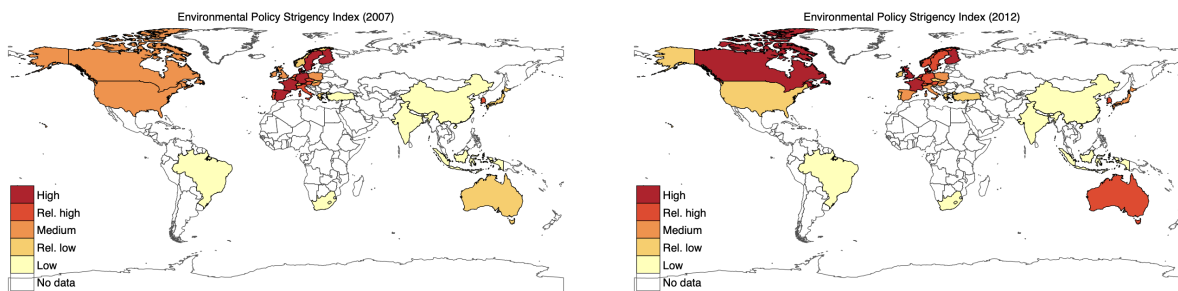 Environmental Policy Strigency Index (2007)
High
Rel. high
Medium
Rel. low
Low
No data
Environmental Policy Strigency Index (2012)
High
Rel. high
Medium
Rel. low
Low
No data